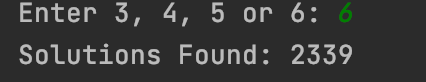 Enter 3, 4, 5 or 6: 6
Solutions Found: 2339